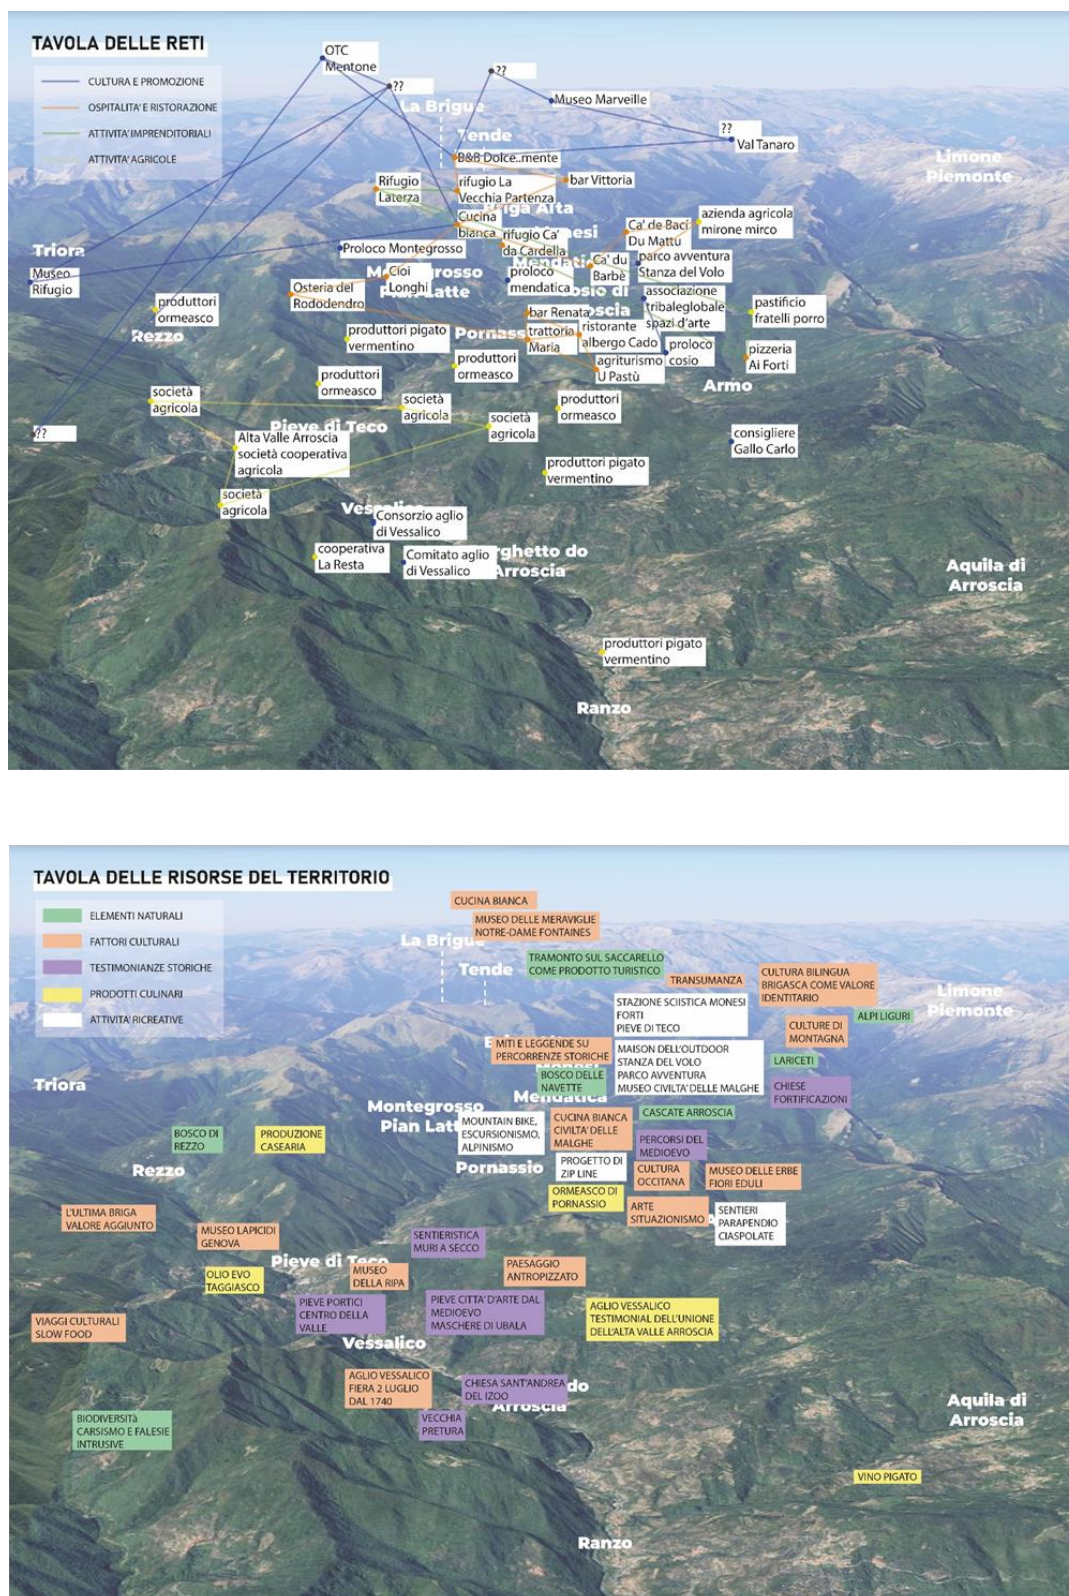 TAVOLA DELLE RETI
CULTURA E PROMOZIONE
OSPITALITA' E RISTORAZIONE
ATTIVITA' IMPRENDITORIALI
ATTIVITA' AGRICOLE
OTC
Mentone
??
??
La Brigue
Museo Marveille
Tende
??
Val Tanaro
B&B Dolce..mente
Limone
Piemonte
Rifugio
Laterza
rifugio La
Vecchia Partenza
bar Vittoria
Briga Alta
Cucina
bianca
Ca' de Baci
Du Mattu
azienda agricola
mirone mirco
rifugio Ca'
da Cardella
Triora
Proloco Montegrosso
Museo
Rifugio
Cioi
Longhi
proloco
mendatica
Ca' du
Barbè
parco avventura
Stanza del Volo
Osteria del
Rododendro
associazione
tribaleglobale
spazi d'arte
produttori
ormeasco
pastificio
fratelli porro
Rezzo
produttori pigato
vermentino
bar Renata
trattoria
Maria
ristorante
albergo Cado
proloco
cosio
pizzeria
Ai Forti
produttori
ormeasco
agriturismo
U Pastù
Armo
produttori
ormeasco
società
agricola
società
agricola
produttori
ormeasco
società
agricola
Pieve di Teco
??
Alta Valle Arroscia
società cooperativa
agricola
consigliere
Gallo Carlo
produttori pigato
vermentino
società
agricola
Consorzio aglio
di Vessalico
cooperativa
La Resta
Comitato aglio
di Vessalico
Arroscia
Aquila di
Arroscia
produttori pigato
vermentino
Ranzo
TAVOLA DELLE RISORSE DEL TERRITORIO
ELEMENTI NATURALI
FATTORI CULTURALI
TESTIMONIANZE STORICHE
PRODOTTI CULINARI
ATTIVITA' RICREATIVE
CUCINA BIANCA
MUSEO DELLE MERAVIGLIE
NOTRE-DAME FONTAINES
La Brigue
TRAMONTO SUL SACCARELLO
COME PRODOTTO TURISTICO
Tende
TRANSUMANZA
CULTURA BILINGUA
BRIGASCA COME VALORE
IDENTITARIO
Limone
Piemonte
STAZIONE SCIISTICA MONESI
FORTI
PIEVE DI TECO
ALPI LIGURI
CULTURE DI
MONTAGNA
MITI E LEGGENDE SU
PERCORRENZE STORICHE
MAISON DELL'OUTDOOR
STANZA DEL VOLO
PARCO AVVENTURA
MUSEO CIVILTA' DELLE MALGHE
LARICETI
BOSCO DELLE
NAVETTE
Triora
CHIESE
FORTIFICAZIONI
Mendatica
Montegrosso
Pian Latte
MOUNTAIN BIKE,
ESCURSIONISMO,
ALPINISMO
CUCINA BIANCA
CIVILTA' DELLE
MALGHE
CASCATE ARROSCIA
BOSCO DI
REZZO
PRODUZIONE
CASEARIA
PERCORSI DEL
MEDIOEVO
Rezzo
Pornassio
PROGETTO DI
ZIP LINE
CULTURA
OCCITANA
MUSEO DELLE ERBE
FIORI EDULI
ORMEASCO DI
PORNASSIO
L'ULTIMA BRIGA
VALORE AGGIUNTO
ARTE
SITUAZIONISMO
SENTIERI
PARAPENDIO
CIASPOLATE
MUSEO LAPICIDI
GENOVA
SENTIERISTICA
MURI A SECCO
Pieve di Teco
OLIO EVO
TAGGIASCO
MUSEO
DELLA RIPA
PAESAGGIO
ANTROPIZZATO
PIEVE PORTICI
CENTRO DELLA
VALLE
PIEVE CITTA' D'ARTE DAL
MEDIOEVO
MASCHERE DI UBALA
AGLIO VESSALICO
TESTIMONIAL DELL'UNIONE
DELL'ALTA VALLE ARROSCIA
VIAGGI CULTURALI
SLOW FOOD
Vessalico
AGLIO VESSALICO
FIERA 2 LUGLIO
DAL 1740
CHIESA SANT'ANDREA
DEL IZOO
do
Arroscia
Aquila di
Arroscia
BIODIVERSITà
CARSISMO E FALESIE
INTRUSIVE
VECCHIA
PRETURA
VINO PIGATO
Ranzo